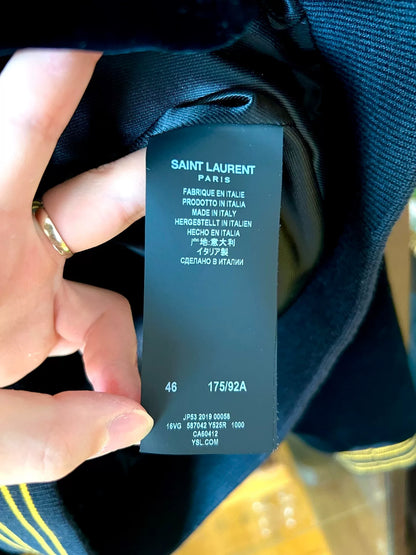 SAINT LAURENT
PARIS
FABRIQUE EN ITALIE
PRODOTTO IN ITALIA
MADE IN ITALY
HERGESTELLT IN ITALIEN
HECHO EN ITALIA
产地:意大利
イタリア製
СДЕЛАНО В ИТАЛИИ
46 175/92A
JP53 2019 00058
16VG 587042 Y525R 1000
CA60412
YSL.COM